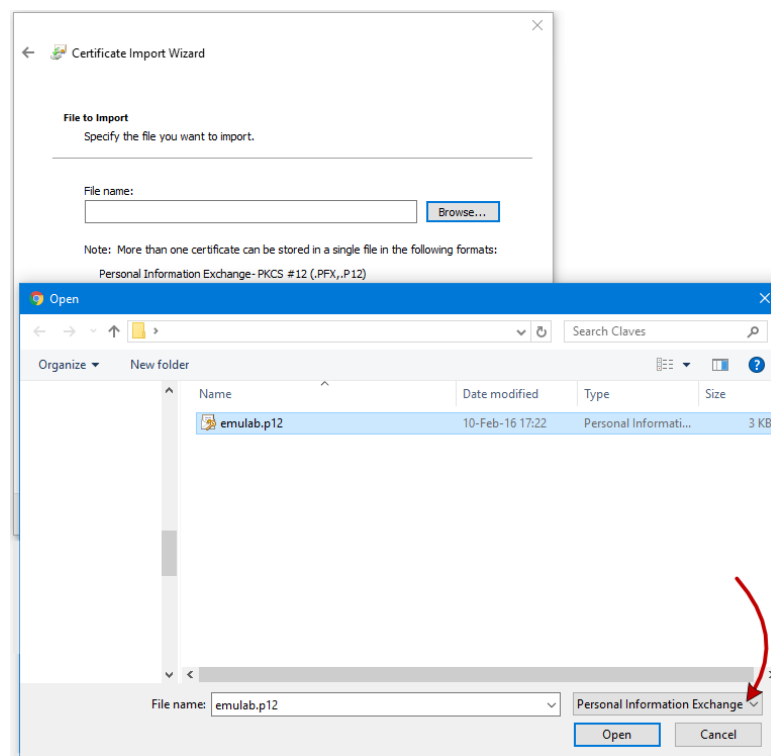 Certificate Import Wizard
File to Import
Specify the file you want to import.
File name:
Browse...
Note: More than one certificate can be stored in a single file in the following formats:
Personal Information Exchange- PKCS #12 (.PFX,.P12)
Open
Search Claves
Organize New folder
Name Date modified Type Size
emulab.p12 10-Feb-16 17:22 Personal Informati... 3 KB
File name: emulab.p12 Personal Information Exchange
Open Cancel